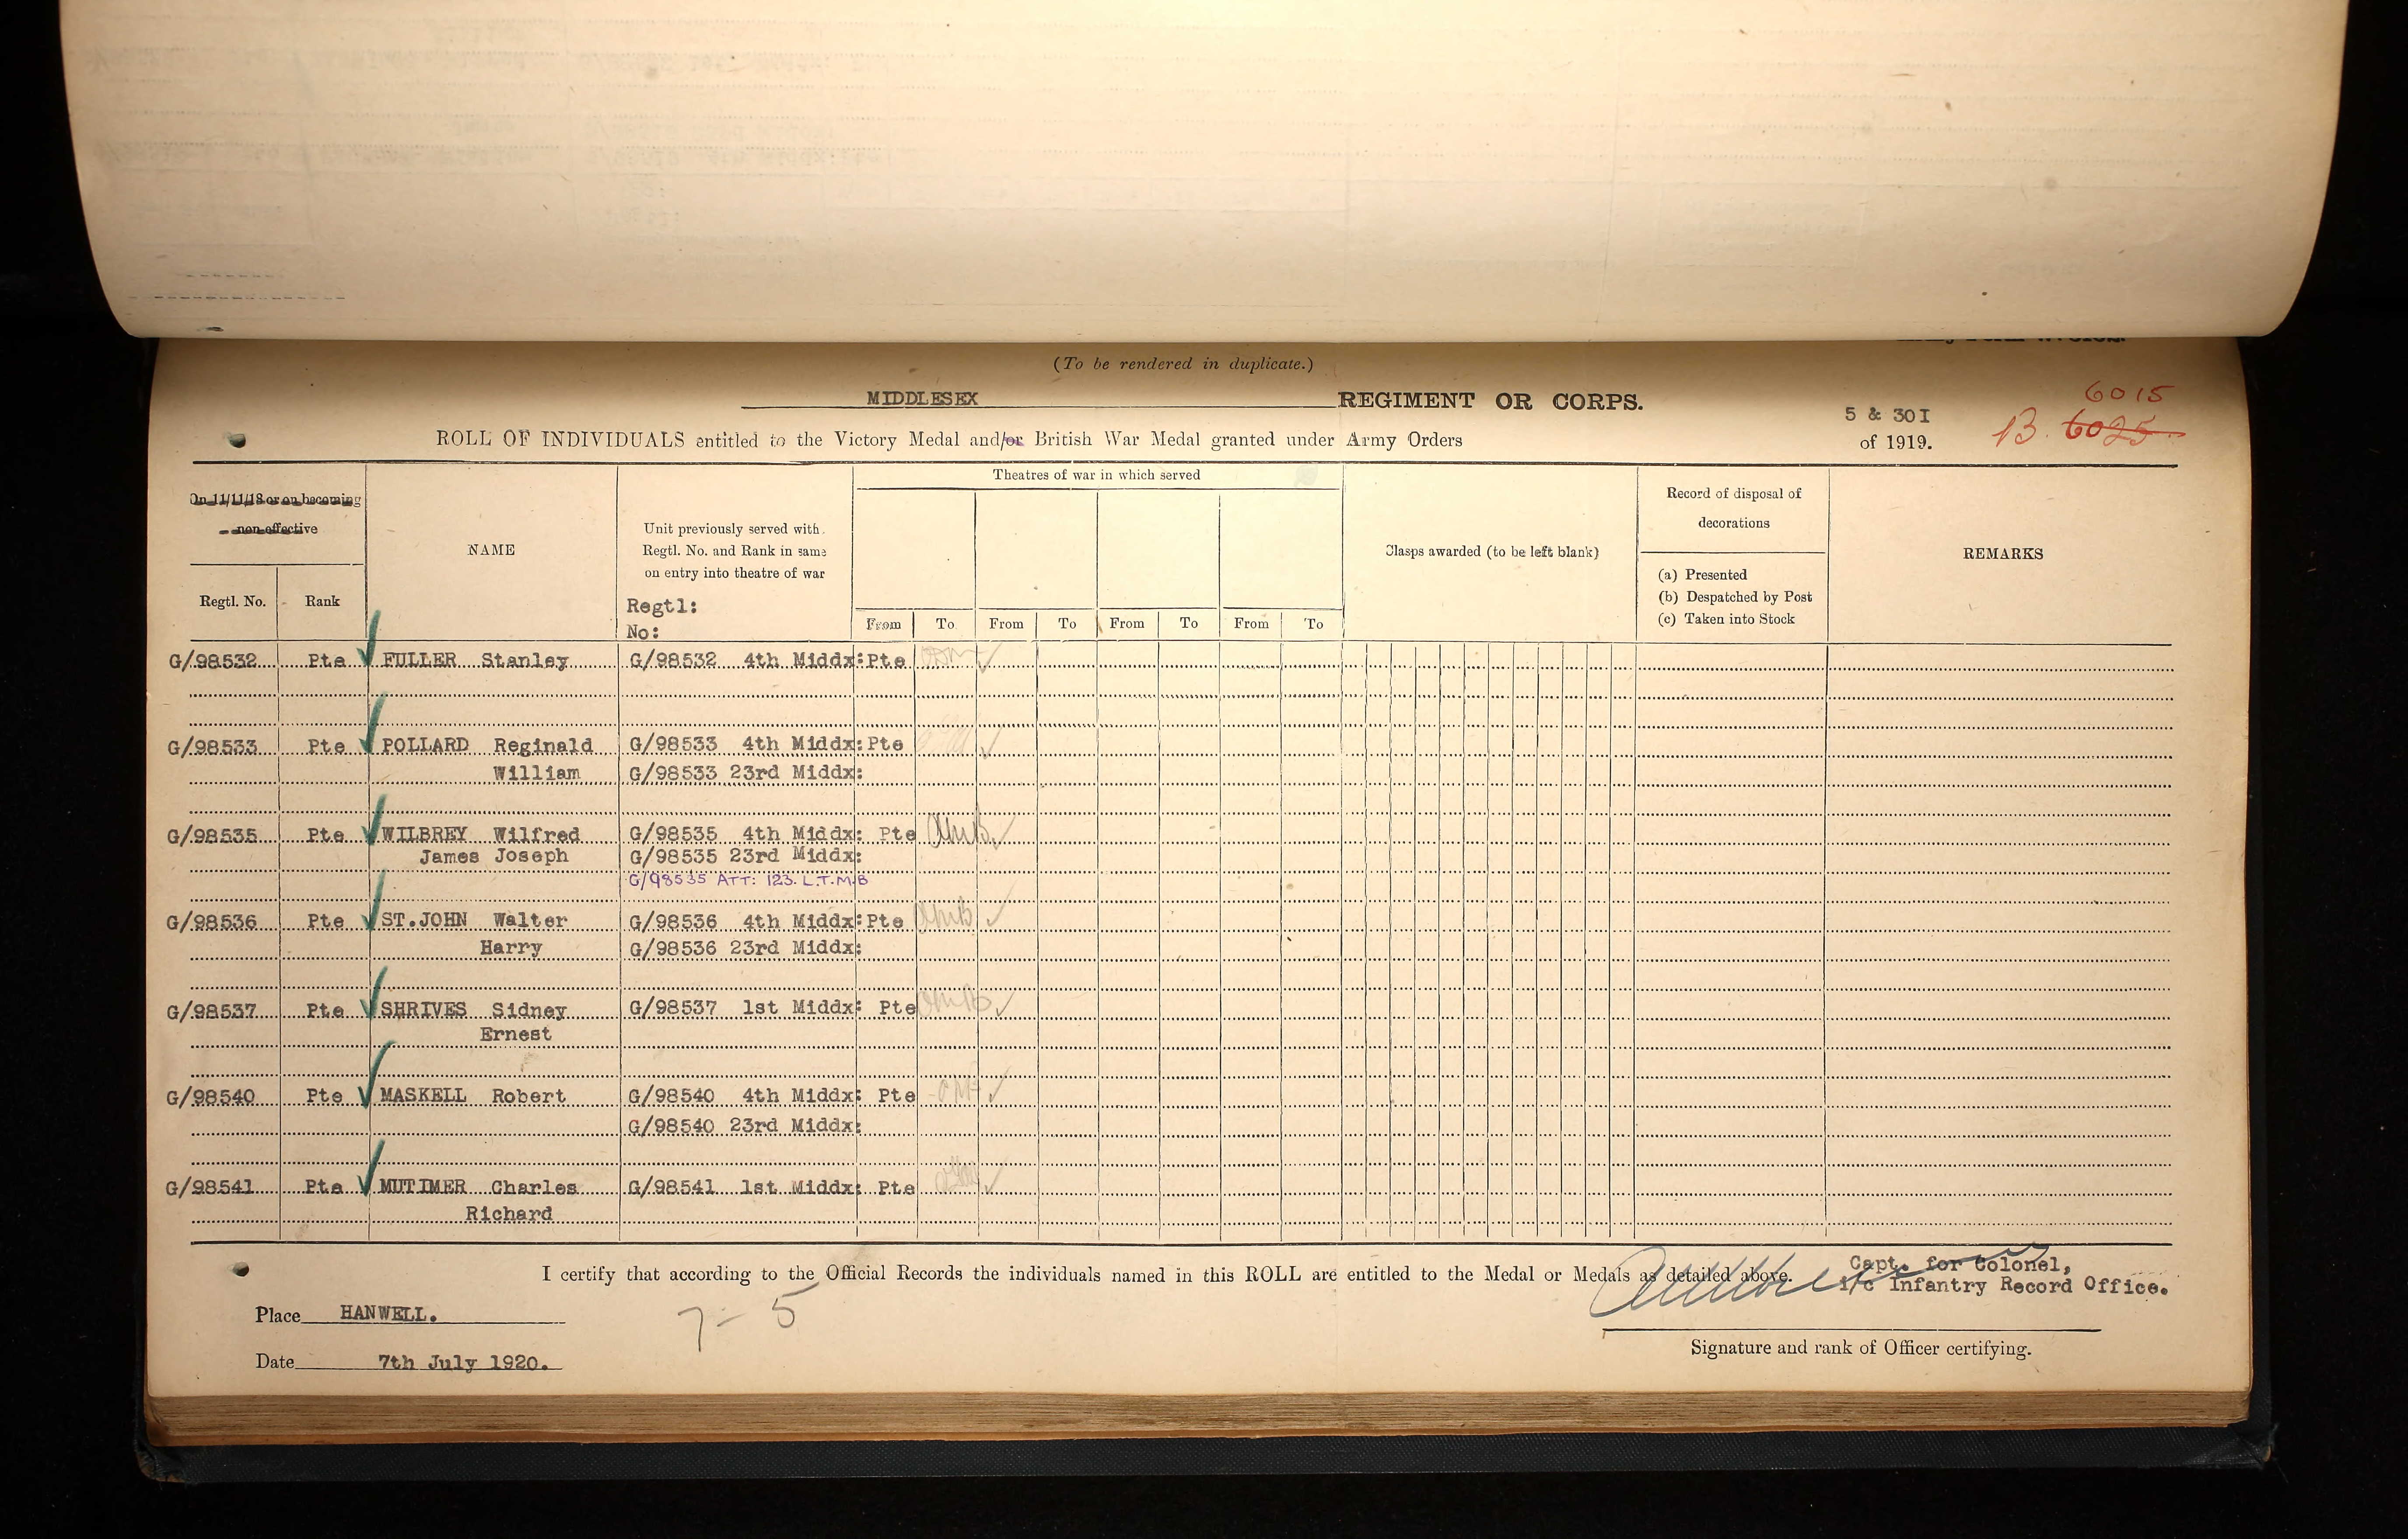 (To be rendered in duplicate.)
MIDDLESEX REGIMENT OR CORPS.
6015
5 & 301
ROLL OF INDIVIDUALS entitled to the Victory Medal and/or British War Medal granted under Army Orders of 1919.
13. 6025
On 11/11/18 or on becoming non-effective
Regtl. No. Rank
NAME
Unit previously served with.
Regtl. No. and Rank in same
on entry into theatre of war
Regtl:
No:
Theatres of war in which served
From To From To From To From To
Clasps awarded (to be left blank)
Record of disposal of
decorations
(a) Presented
(b) Despatched by Post
(c) Taken into Stock
REMARKS
G/98532 Pte FULLER Stanley G/98532 4th Middx: Pte
G/98533 Pte POLLARD Reginald G/98533 4th Middx: Pte
William G/98533 23rd Middx:
G/98535 Pte WILBREY Wilfred G/98535 4th Middx: Pte
James Joseph G/98535 23rd Middx:
G/98535 ATT: 123. L.T.M.B
G/98536 Pte ST.JOHN Walter G/98536 4th Middx: Pte
Harry G/98536 23rd Middx:
G/98537 Pte SHRIVES Sidney G/98537 1st Middx: Pte
Ernest
G/98540 Pte MASKELL Robert G/98540 4th Middx: Pte
G/98540 23rd Middx:
G/98541 Pte MUTIMER Charles G/98541 1st Middx: Pte
Richard
I certify that according to the Official Records the individuals named in this ROLL are entitled to the Medal or Medals as detailed above.
Capt. for Colonel,
i/c Infantry Record Office.
Place HANWELL.
7-5
Date 7th July 1920.
Signature and rank of Officer certifying.